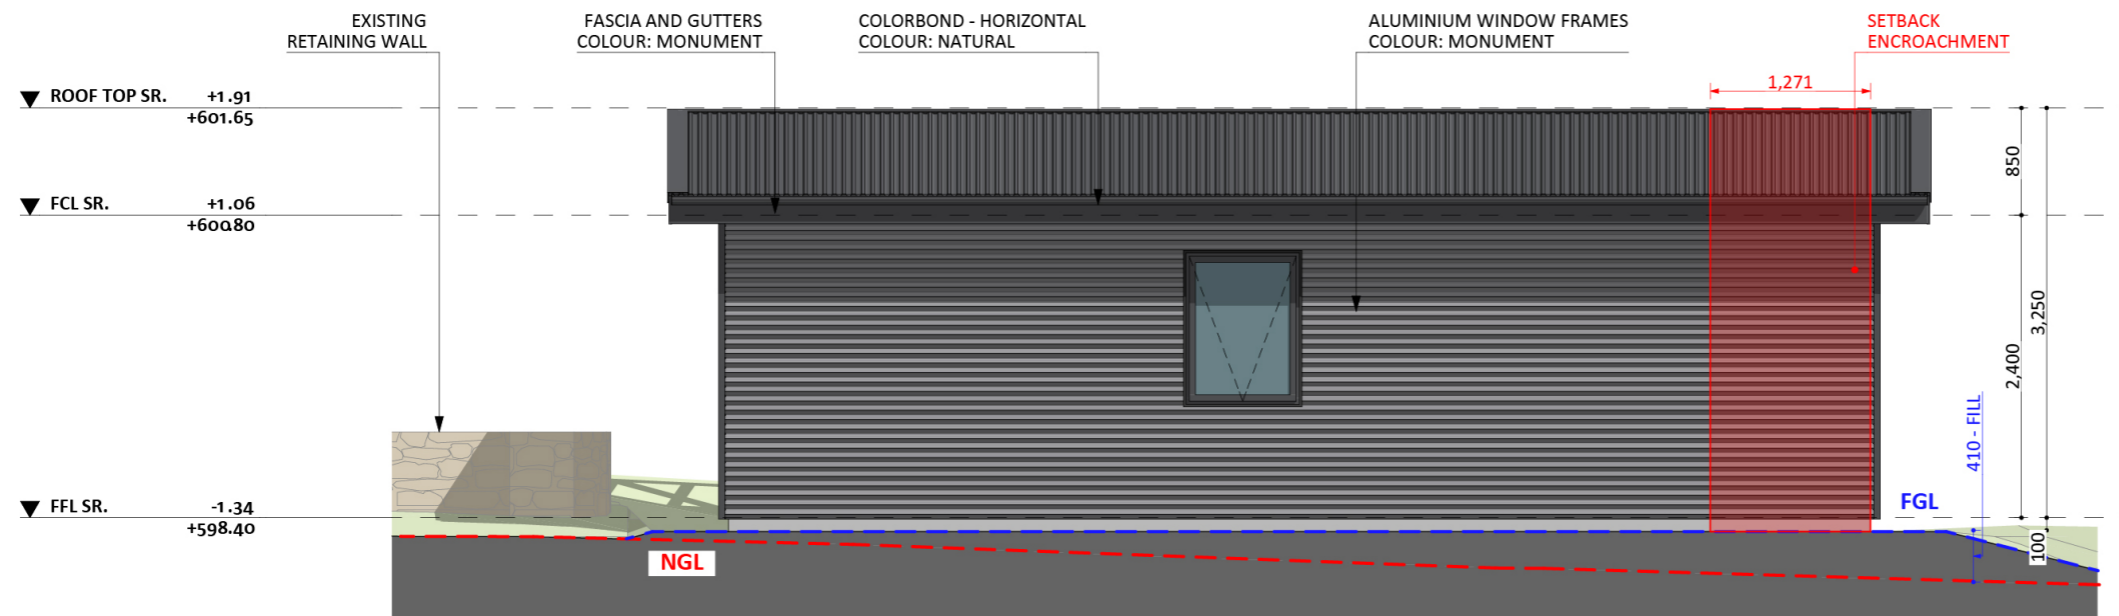 EXISTING
RETAINING WALL
FASCIA AND GUTTERS
COLOUR: MONUMENT
COLORBOND - HORIZONTAL
COLOUR: NATURAL
ALUMINIUM WINDOW FRAMES
COLOUR: MONUMENT
SETBACK
ENCROACHMENT
1,271
ROOF TOP SR. +1.91
+601.65
FCL SR. +1.06
+600.80
FFL SR. -1.34
+598.40
850
2,400
3,250
100
410 - FILL
FGL
NGL